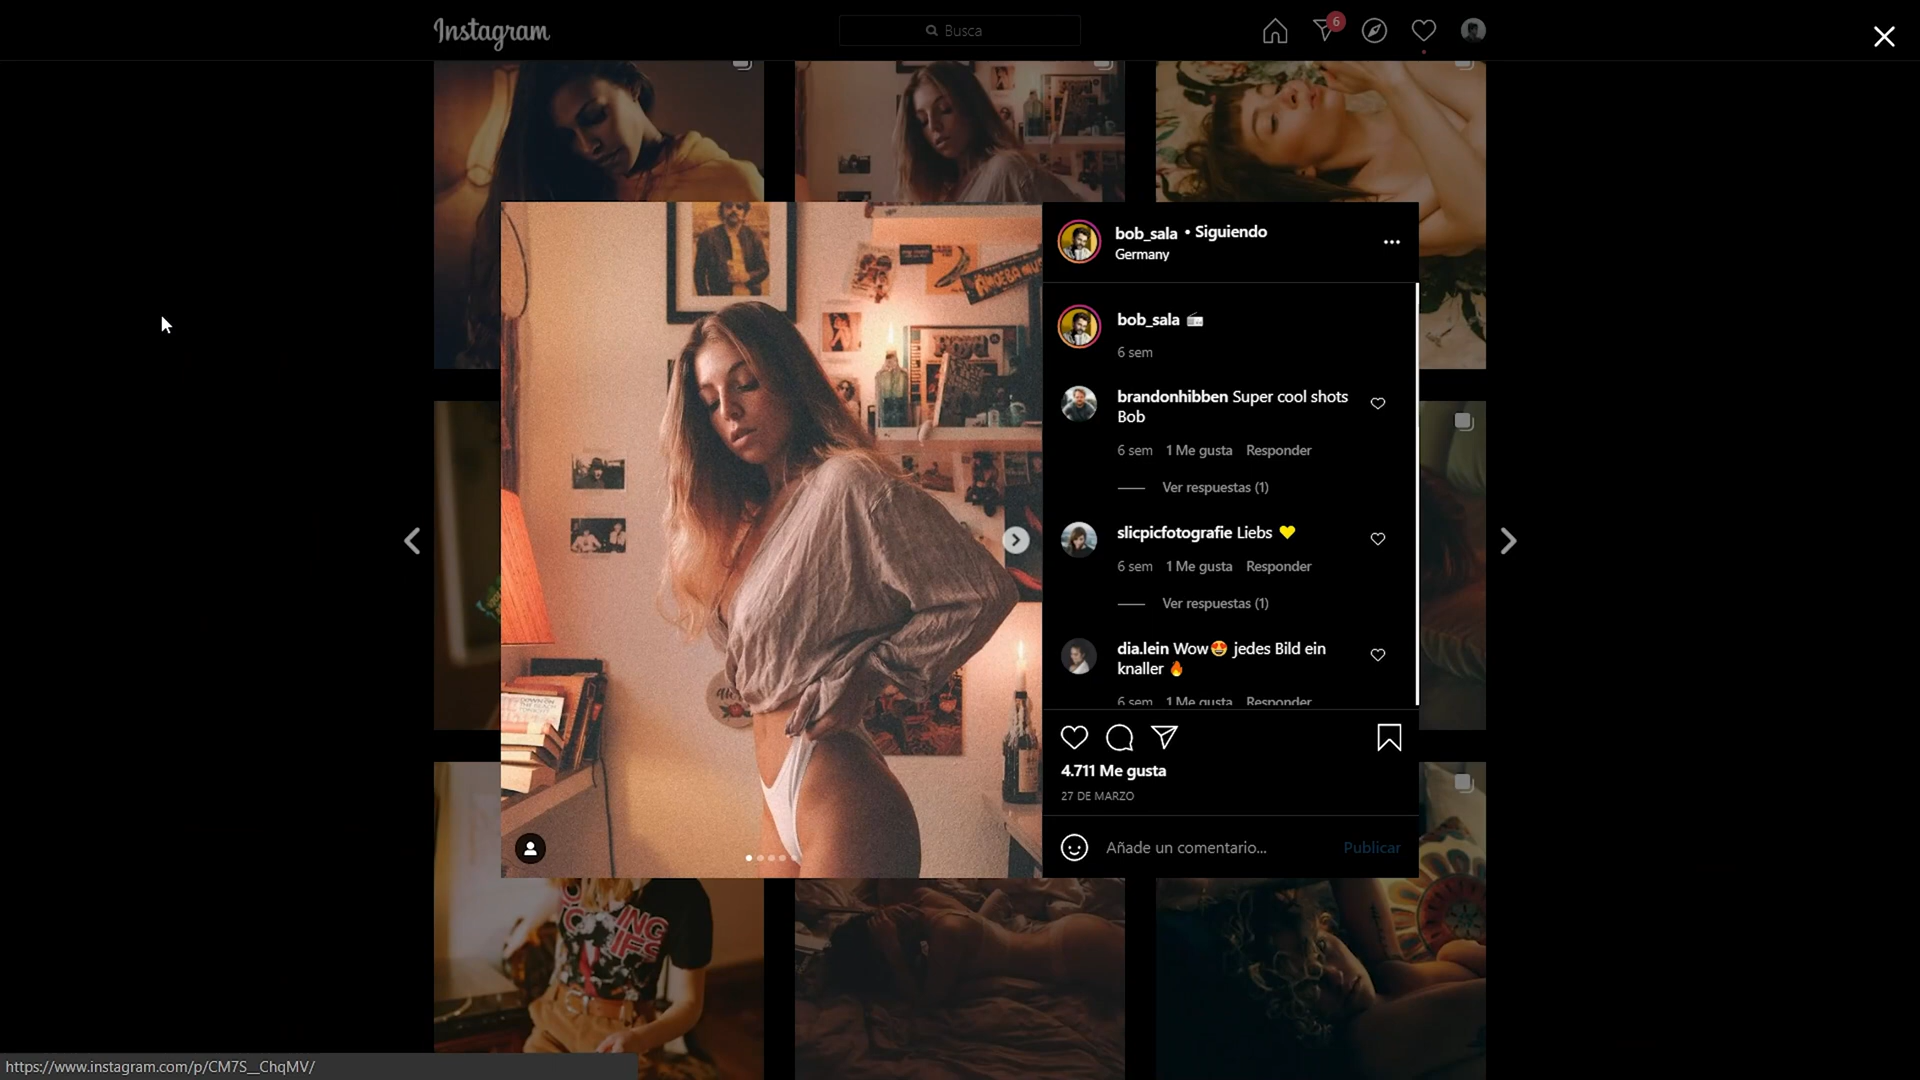 Instagram
Busca
6
bob_sala • Siguiendo
Germany
bob_sala 📻
6 sem
brandonhibben Super cool shots
Bob
6 sem 1 Me gusta Responder
Ver respuestas (1)
slicpicfotografie Liebs 💛
6 sem 1 Me gusta Responder
Ver respuestas (1)
dia.lein Wow😍 jedes Bild ein
knaller 🔥
6 sem 1 Me gusta Responder
4.711 Me gusta
27 DE MARZO
Añade un comentario...
Publicar
AMOEBA MUS
https://www.instagram.com/p/CM7S__ChqMV/